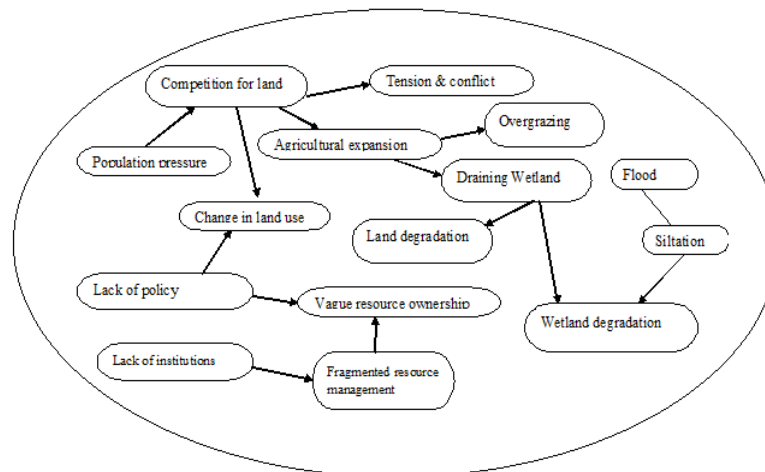 Competition for land
Tension & conflict
Overgrazing
Agricultural expansion
Population pressure
Draining Wetland
Flood
Change in land use
Land degradation
Siltation
Lack of policy
Vague resource ownership
Wetland degradation
Lack of institutions
Fragmented resource
management